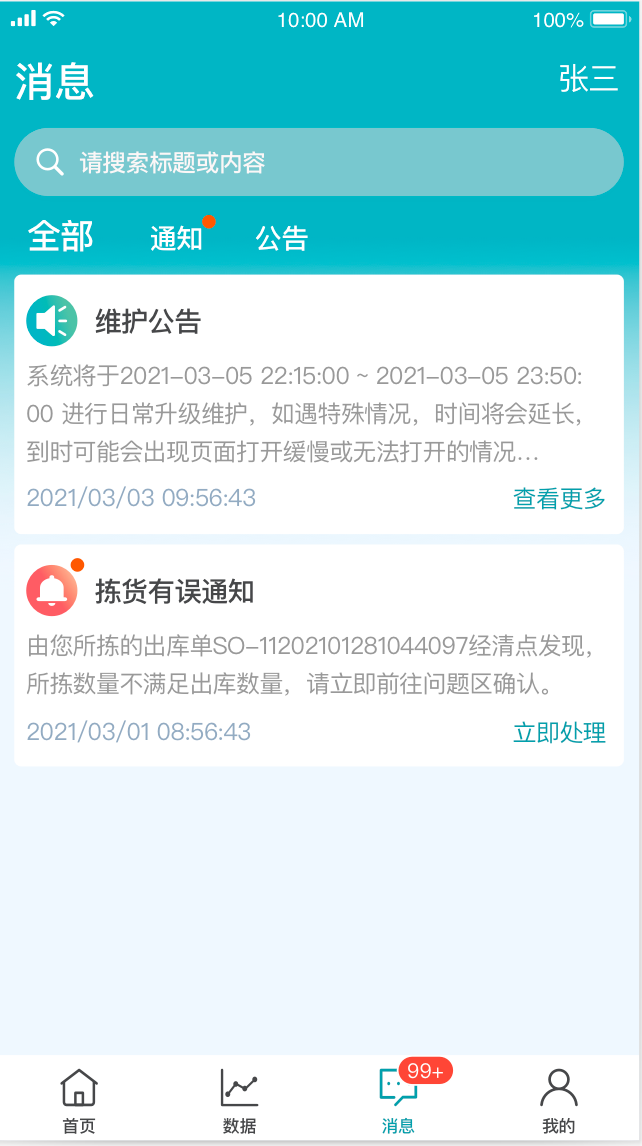 10:00 AM 100%
消息 张三
请搜索标题或内容
全部 通知 公告
维护公告
系统将于2021-03-05 22:15:00 ~ 2021-03-05 23:50:
00 进行日常升级维护，如遇特殊情况，时间将会延长，
到时可能会出现页面打开缓慢或无法打开的情况...
2021/03/03 09:56:43 查看更多
拣货有误通知
由您所拣的出库单SO-11202101281044097经清点发现，
所拣数量不满足出库数量，请立即前往问题区确认。
2021/03/01 08:56:43 立即处理
99+
首页 数据 消息 我的